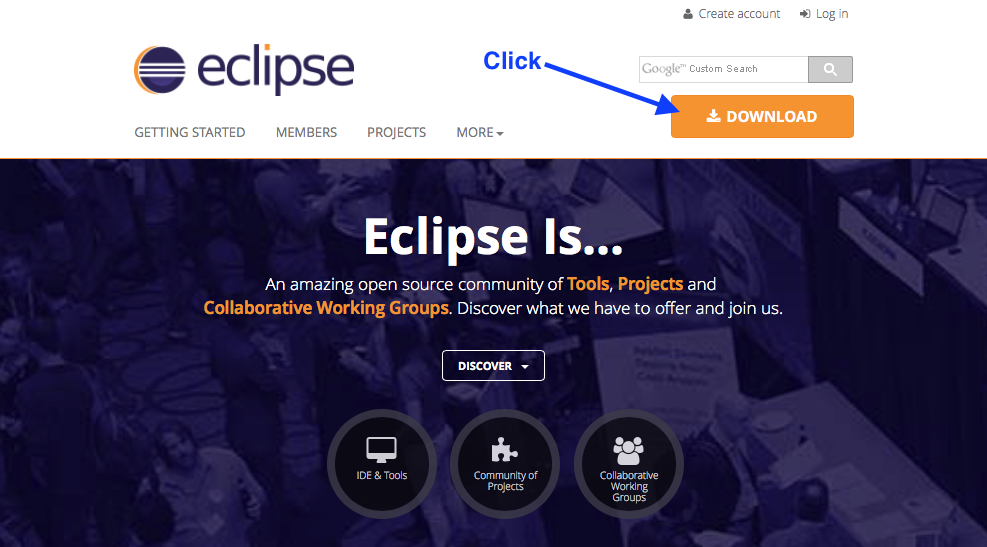 Create account
Log in
eclipse
Click
Google™ Custom Search
DOWNLOAD
GETTING STARTED
MEMBERS
PROJECTS
MORE
Eclipse Is...
An amazing open source community of Tools, Projects and
Collaborative Working Groups. Discover what we have to offer and join us.
DISCOVER
IDE & Tools
Community of
Projects
Collaborative
Working
Groups